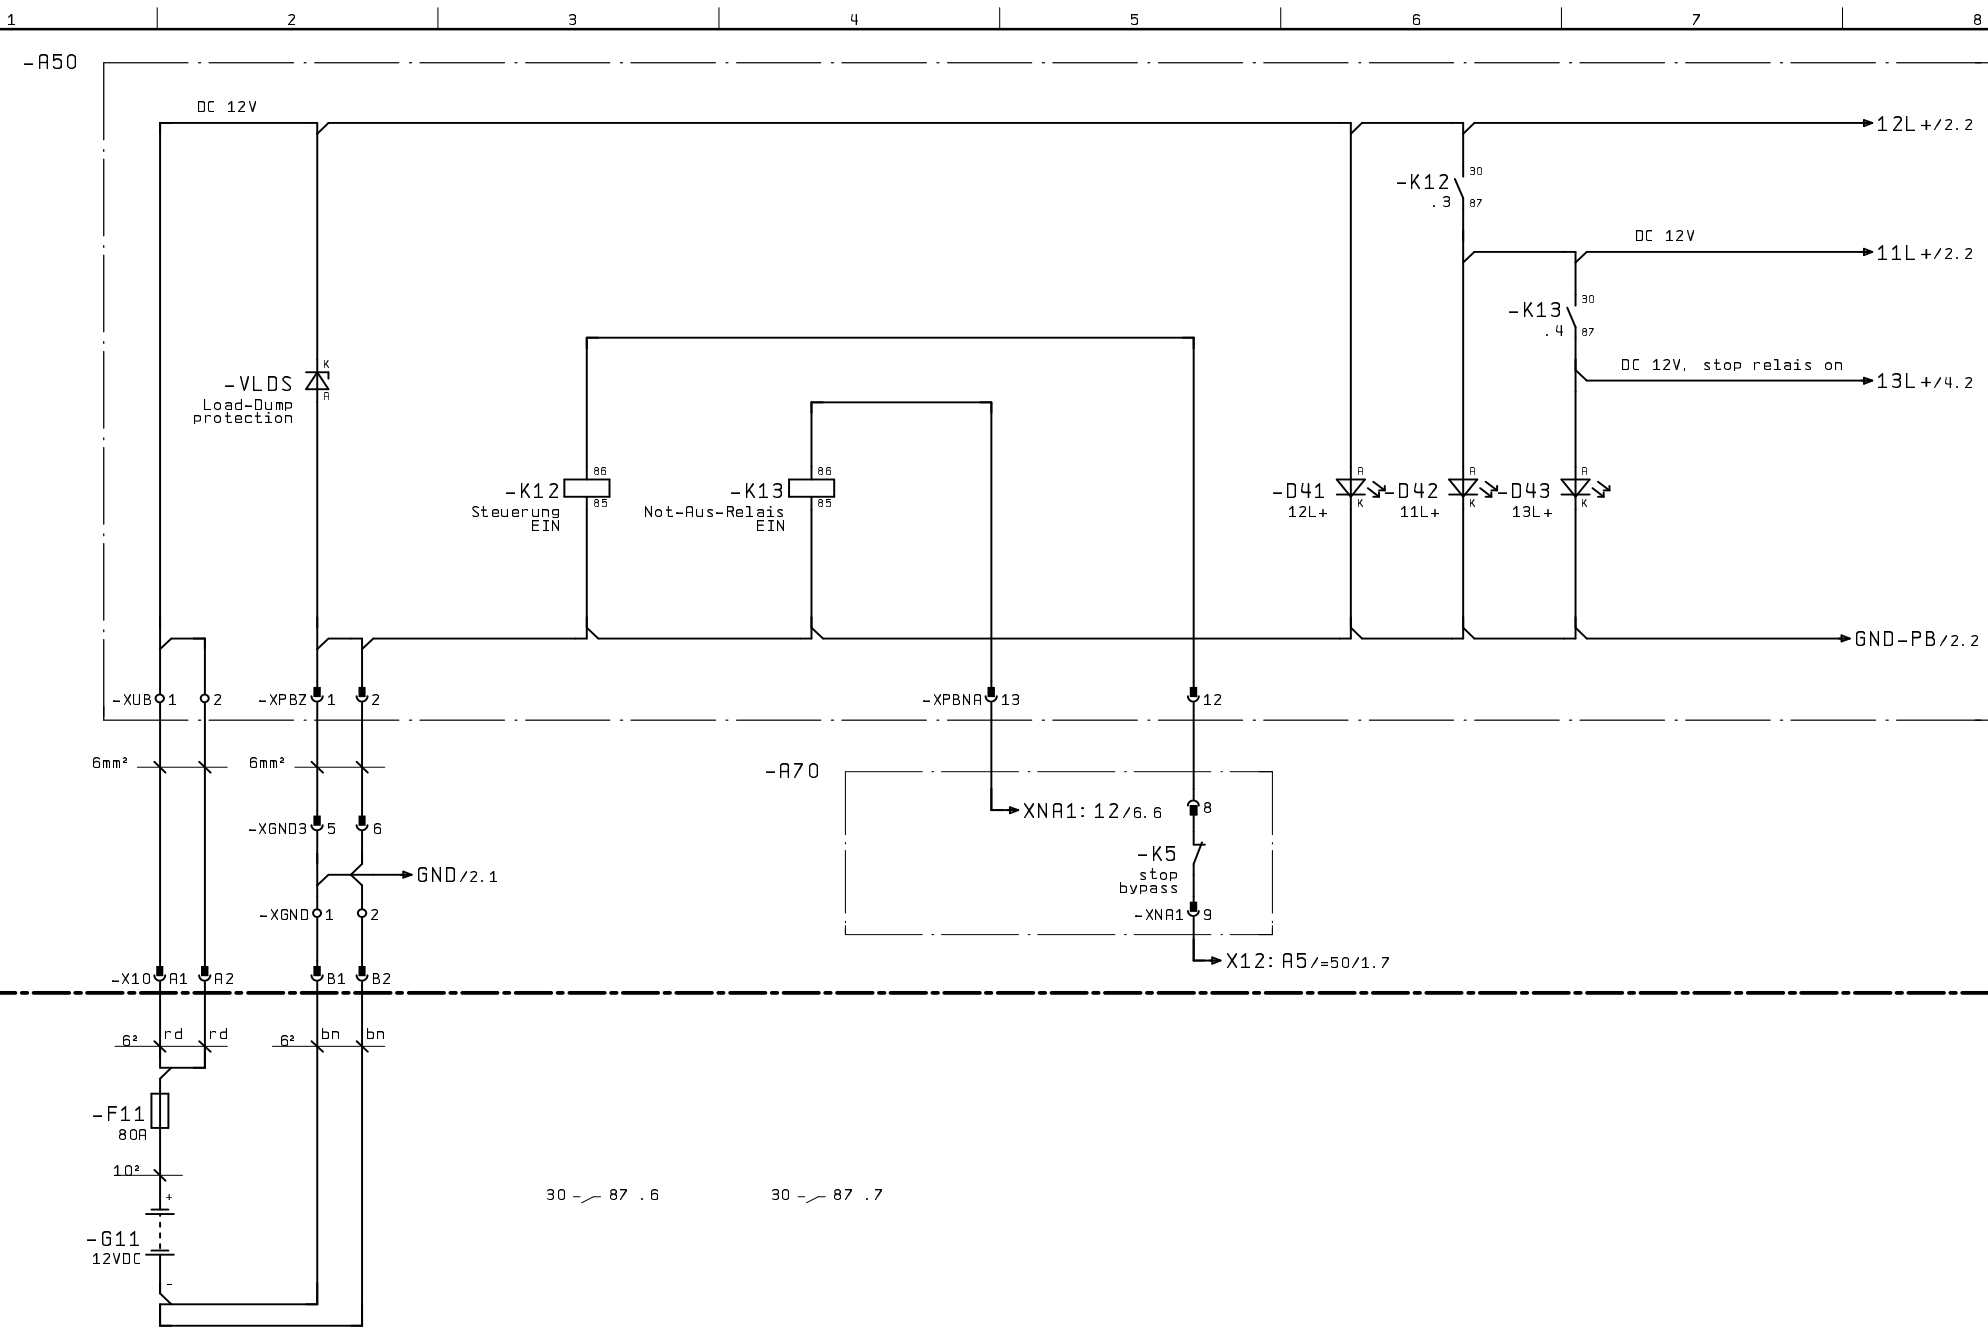 1 2 3 4 5 6 7 8
-A50
DC 12V
12L+/2.2
30
-K12
.3 87
DC 12V
11L+/2.2
30
-K13
.4 87
DC 12V, stop relais on
13L+/4.2
K
-VLDS
A
Load-Dump
protection
86 86 A A A
-K12 -K13 -D41 -D42 -D43
85 85 K K K
Steuerung Not-Aus-Relais 12L+ 11L+ 13L+
EIN EIN
GND-PB/2.2
-XUB 1 2 -XPBZ 1 2 -XPBNA 13 12
6mm² 6mm²
-A70
XNA1:12/6.6 8
-XGND3 5 6
-K5
stop
bypass
GND/2.1
-XGND 1 2 -XNA1 9
X12:A5/=50/1.7
-X10 A1 A2 B1 B2
6² rd rd 6² bn bn
-F11
80A
10²
+
30 87 .6 30 87 .7
-G11
12VDC
-